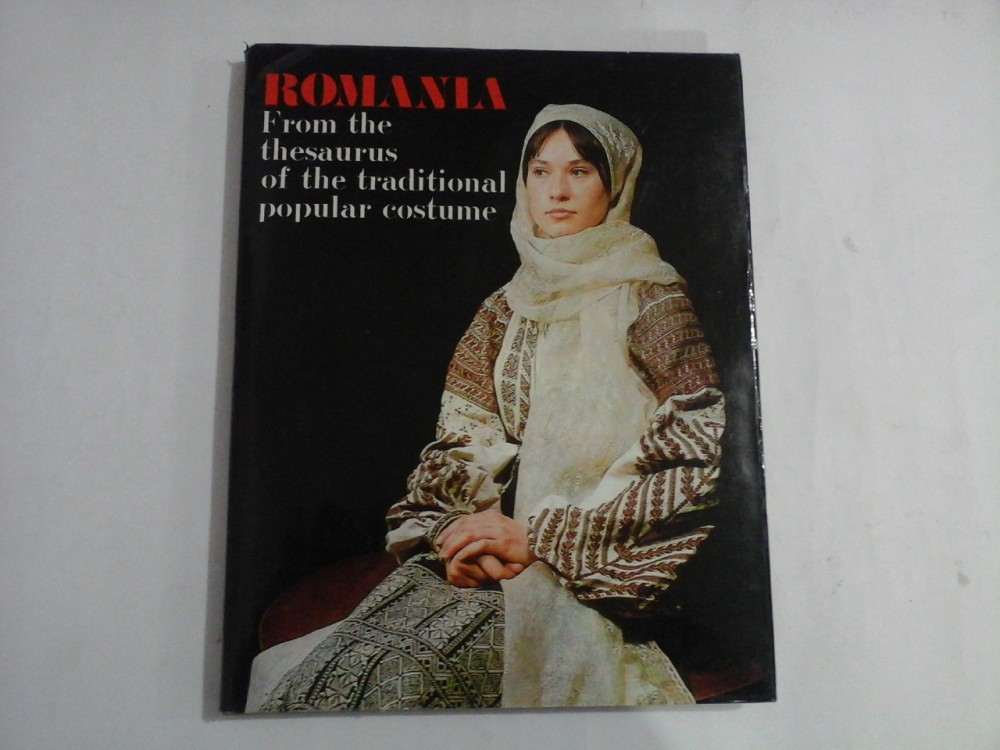 ROMANIA
From the
thesaurus
of the traditional
popular costume